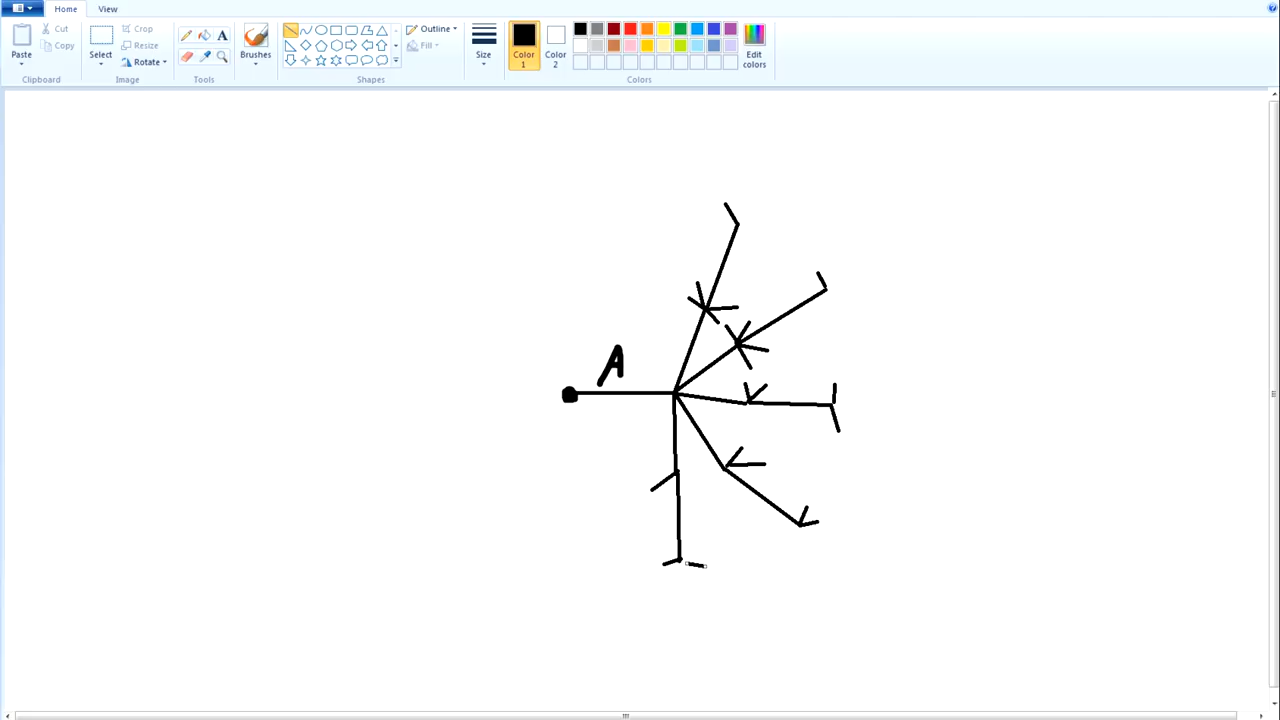 Home View
Cut
Copy
Paste
Clipboard
Crop
Resize
Rotate
Select
Image
A
Tools
Brushes
Outline
Fill
Shapes
Size
Color
1
Color
2
Edit
colors
Colors
A